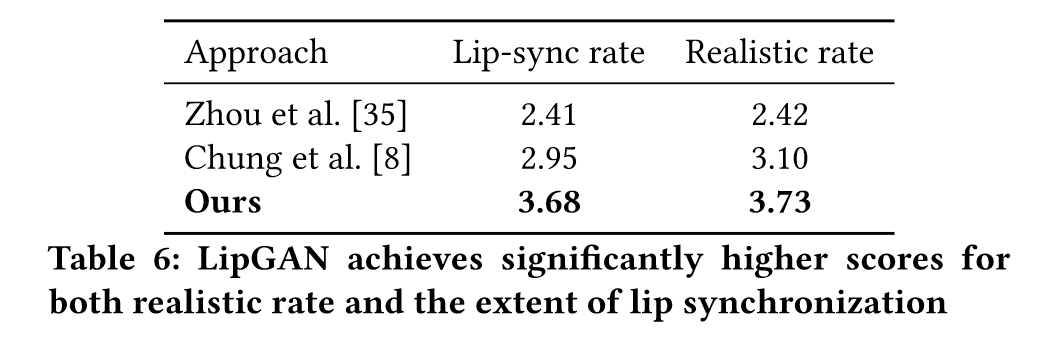 Approach Lip-sync rate Realistic rate
Zhou et al. [35] 2.41 2.42
Chung et al. [8] 2.95 3.10
Ours 3.68 3.73
Table 6: LipGAN achieves significantly higher scores for
both realistic rate and the extent of lip synchronization